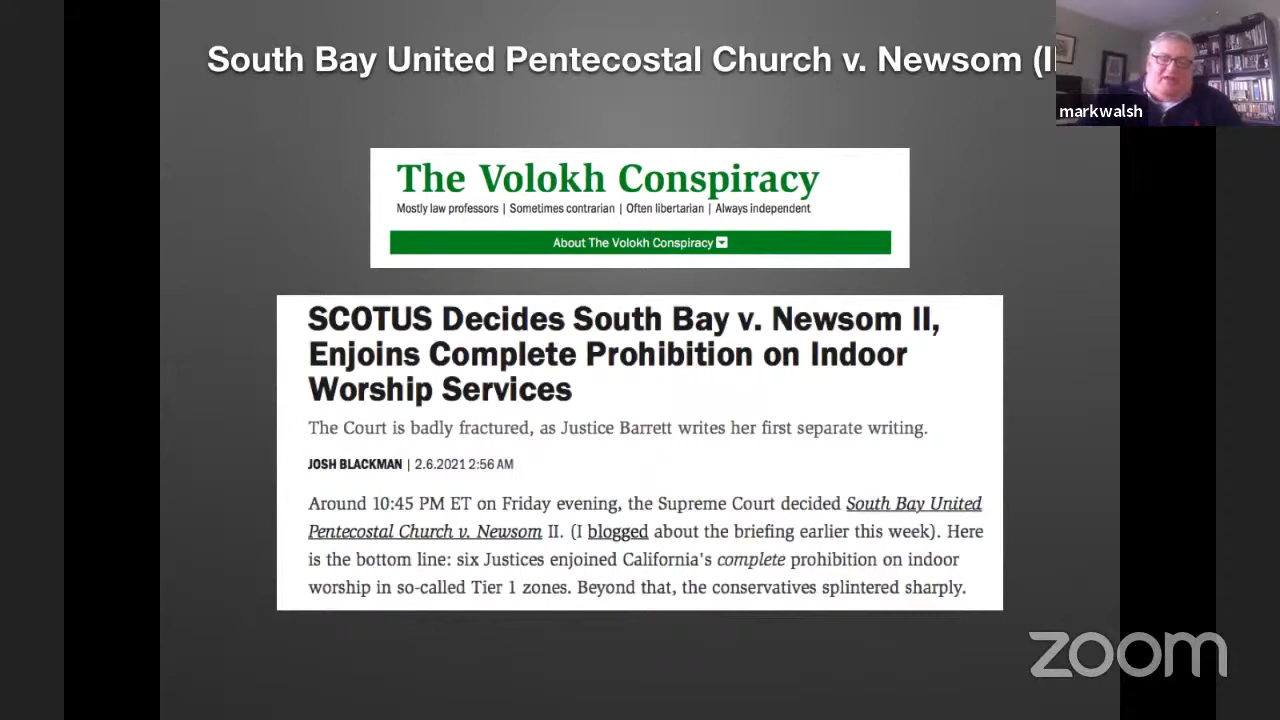 South Bay United Pentecostal Church v. Newsom (I
markwalsh
The Volokh Conspiracy
Mostly law professors | Sometimes contrarian | Often libertarian | Always independent
About The Volokh Conspiracy
SCOTUS Decides South Bay v. Newsom II,
Enjoins Complete Prohibition on Indoor
Worship Services
The Court is badly fractured, as Justice Barrett writes her first separate writing.
JOSH BLACKMAN | 2.6.2021 2:56 AM
Around 10:45 PM ET on Friday evening, the Supreme Court decided South Bay United
Pentecostal Church v. Newsom II. (I blogged about the briefing earlier this week). Here
is the bottom line: six Justices enjoined California's complete prohibition on indoor
worship in so-called Tier 1 zones. Beyond that, the conservatives splintered sharply.
zoom